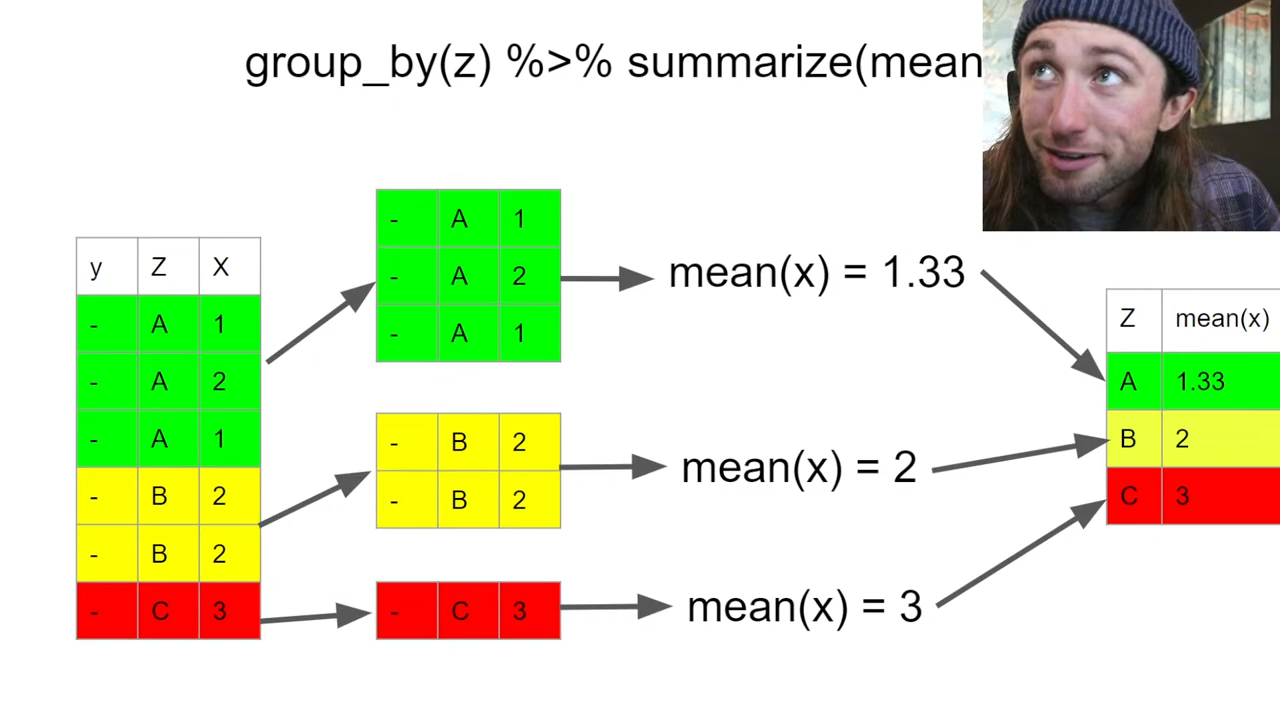 group_by(z) %>% summarize(mean
y Z X
- A 1
- A 2
- A 1
- B 2
- B 2
- C 3
- A 1
- A 2
- A 1
- B 2
- B 2
- C 3
mean(x) = 1.33
mean(x) = 2
mean(x) = 3
Z mean(x)
A 1.33
B 2
C 3